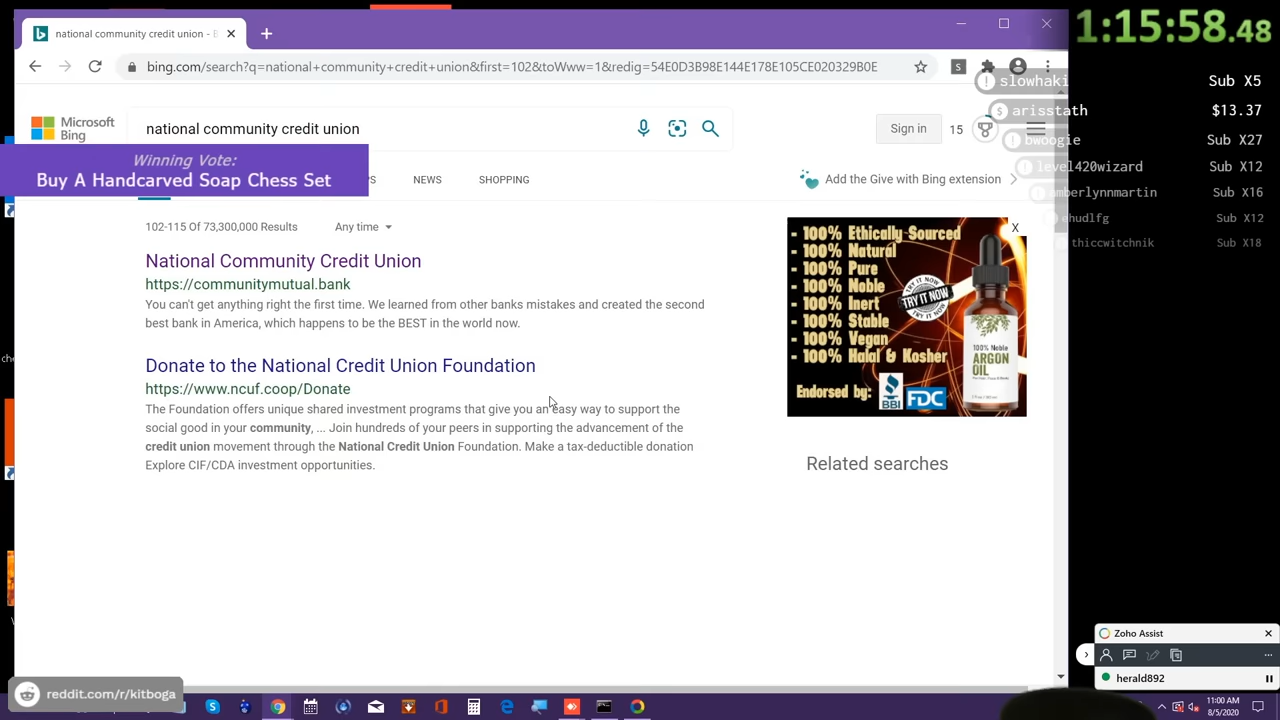 national community credit union - B
1:15:58.48
bing.com/search?q=national+community+credit+union&first=102&toWww=1&redig=54E0D3B98E144E178E105CE020329B0E
S
slowhaki
Sub X5
arisstath
$13.37
Microsoft
Bing
national community credit union
Sign in
15
bwoogie
Sub X27
Winning Vote:
Buy A Handcarved Soap Chess Set
NEWS
SHOPPING
Add the Give with Bing extension
level420wizard
Sub X12
amberlynnmartin
Sub X16
ehudlfg
Sub X12
thiccwitchnik
Sub X18
102-115 Of 73,300,000 Results
Any time
National Community Credit Union
https://communitymutual.bank
You can't get anything right the first time. We learned from other banks mistakes and created the second
best bank in America, which happens to be the BEST in the world now.
Donate to the National Credit Union Foundation
https://www.ncuf.coop/Donate
The Foundation offers unique shared investment programs that give you an easy way to support the
social good in your community, ... Join hundreds of your peers in supporting the advancement of the
credit union movement through the National Credit Union Foundation. Make a tax-deductible donation
Explore CIF/CDA investment opportunities.
X
- 100% Ethically Sourced
- 100% Natural
- 100% Pure
- 100% Noble
- 100% Inert
- 100% Stable
- 100% Vegan
- 100% Halal & Kosher
TRY IT NOW
100% Noble
ARGON
OIL
Endorsed by:
BBI
FDC
Related searches
Zoho Assist
herald892
reddit.com/r/kitboga
11:00 AM
8/5/2020